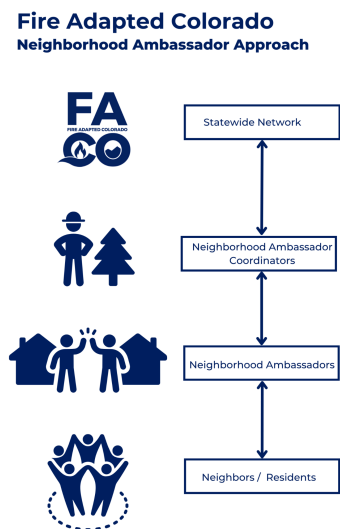 Fire Adapted Colorado
Neighborhood Ambassador Approach
FA
FIRE ADAPTED COLORADO
CO
Statewide Network
Neighborhood Ambassador
Coordinators
Neighborhood Ambassadors
Neighbors / Residents